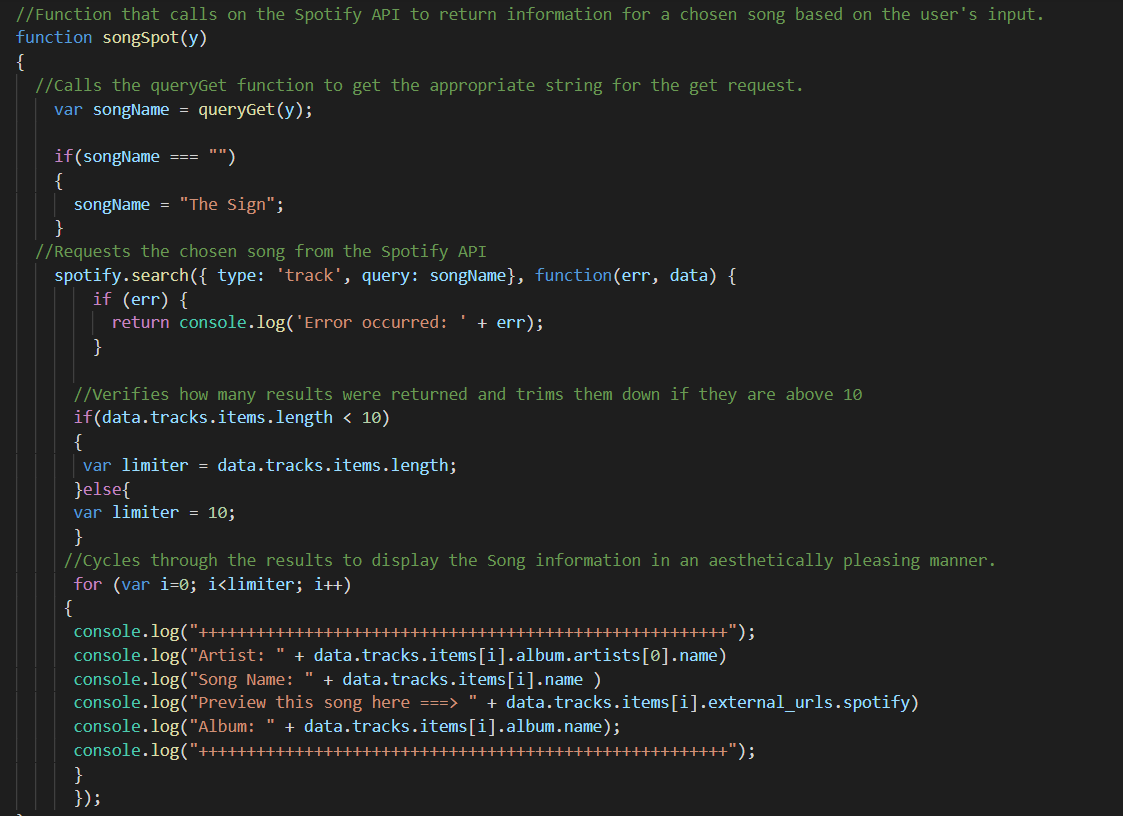 //Function that calls on the Spotify API to return information for a chosen song based on the user's input.
function songSpot(y)
{
//Calls the queryGet function to get the appropriate string for the get request.
var songName = queryGet(y);
if(songName === "")
{
songName = "The Sign";
}
//Requests the chosen song from the Spotify API
spotify.search({ type: 'track', query: songName}, function(err, data) {
if (err) {
return console.log('Error occurred: ' + err);
}
//Verifies how many results were returned and trims them down if they are above 10
if(data.tracks.items.length < 10)
{
var limiter = data.tracks.items.length;
}else{
var limiter = 10;
}
//Cycles through the results to display the Song information in an aesthetically pleasing manner.
for (var i=0; i<limiter; i++)
{
console.log("+++++++++++++++++++++++++++++++++++++++++++++++++++++++");
console.log("Artist: " + data.tracks.items[i].album.artists[0].name)
console.log("Song Name: " + data.tracks.items[i].name )
console.log("Preview this song here ===> " + data.tracks.items[i].external_urls.spotify)
console.log("Album: " + data.tracks.items[i].album.name);
console.log("+++++++++++++++++++++++++++++++++++++++++++++++++++++++");
}
});